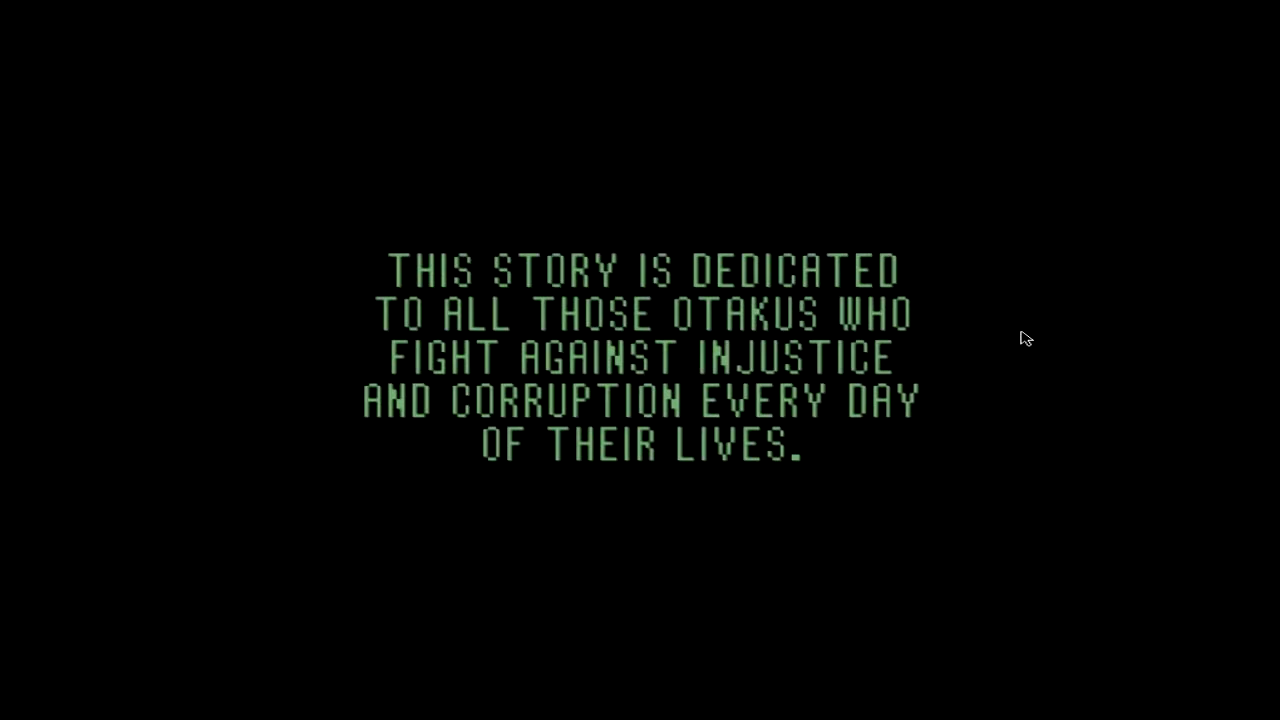 THIS STORY IS DEDICATED
TO ALL THOSE OTAKUS WHO
FIGHT AGAINST INJUSTICE
AND CORRUPTION EVERY DAY
OF THEIR LIVES.